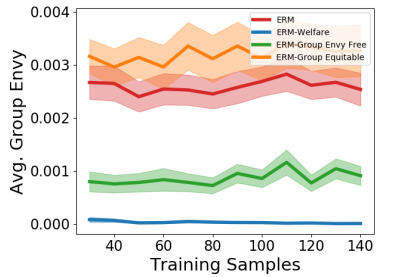 0.004
0.003
0.002
0.001
0.000
Avg. Group Envy
ERM
ERM-Welfare
ERM-Group Envy Free
ERM-Group Equitable
40 60 80 100 120 140
Training Samples